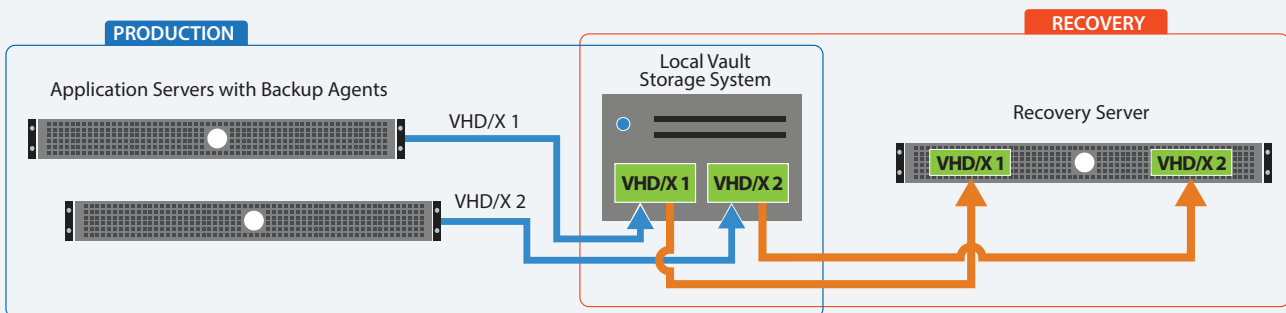 PRODUCTION
RECOVERY
Application Servers with Backup Agents
VHD/X 1
VHD/X 2
Local Vault
Storage System
VHD/X 1
VHD/X 2
Recovery Server
VHD/X 1
VHD/X 2